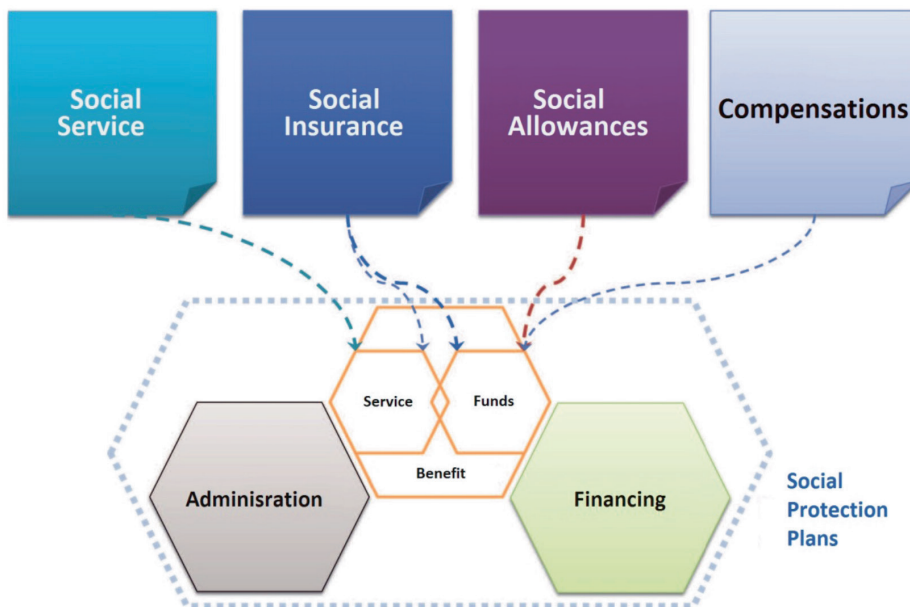 Social
Service
Social
Insurance
Social
Allowances
Compensations
Service
Funds
Benefit
Adminisration
Financing
Social
Protection
Plans